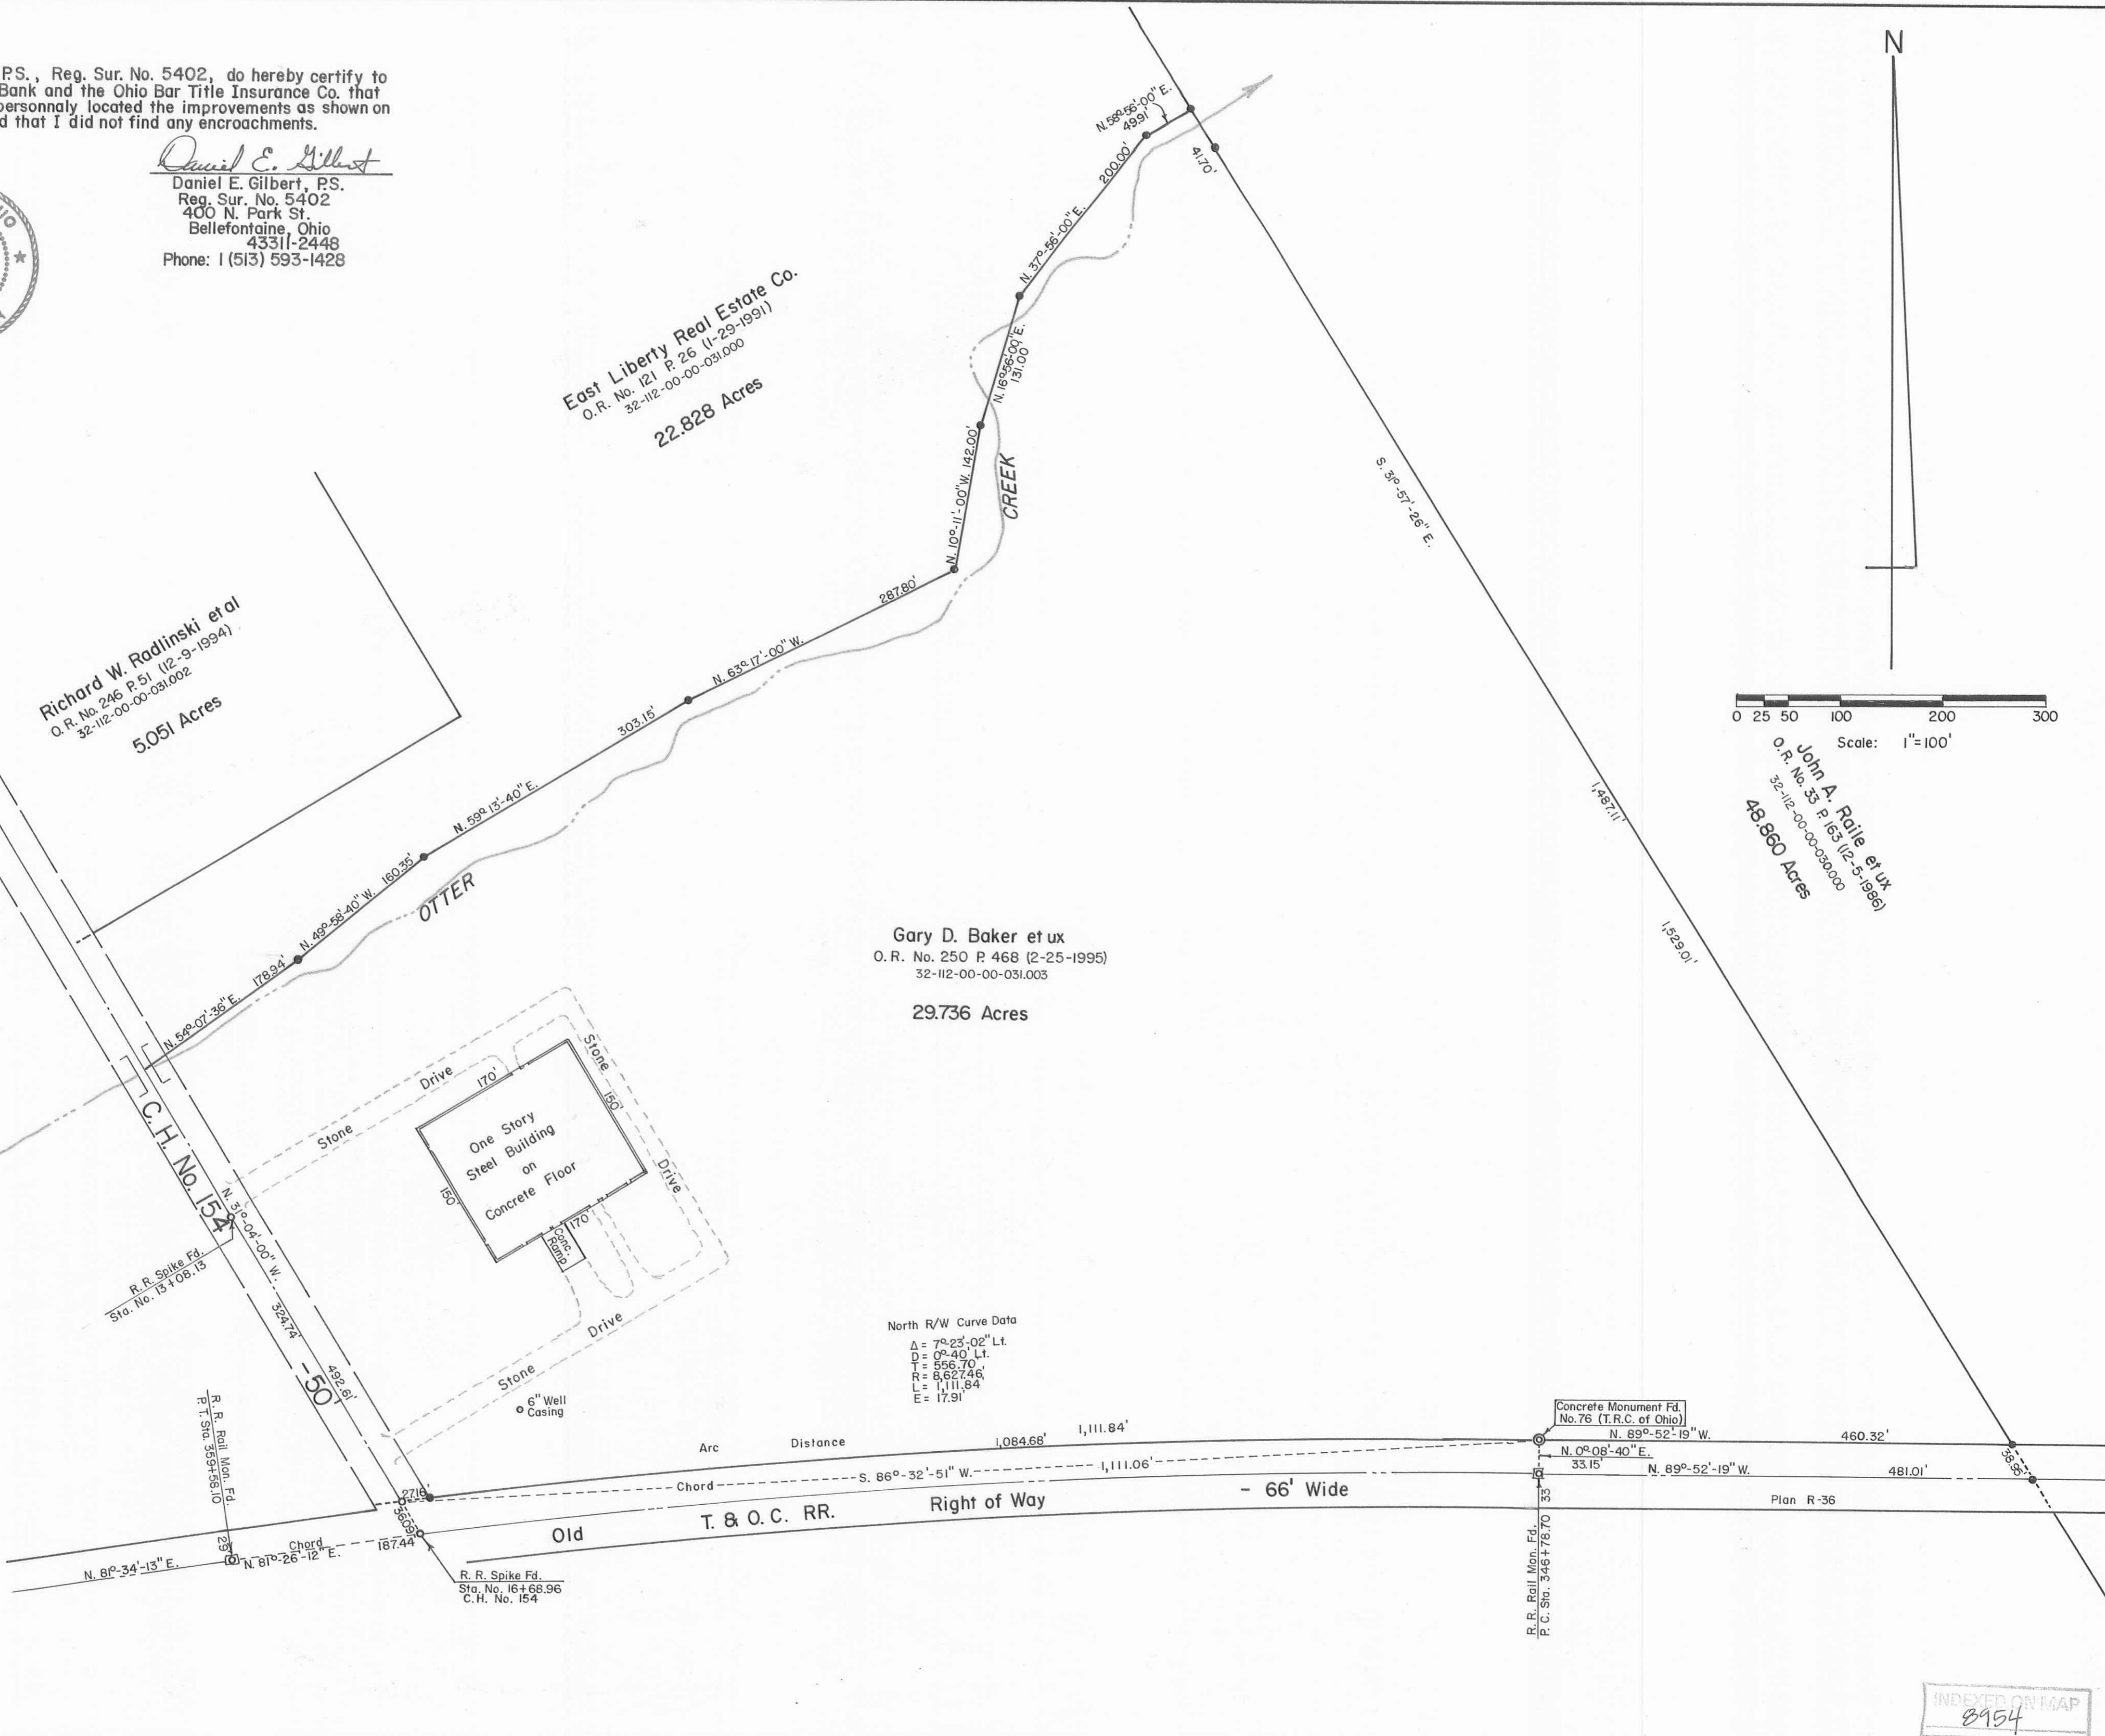 P.S., Reg. Sur. No. 5402, do hereby certify to
Bank and the Ohio Bar Title Insurance Co. that
personnaly located the improvements as shown on
d that I did not find any encroachments.
Daniel E. Gilbert
Daniel E. Gilbert, P.S.
Reg. Sur. No. 5402
400 N. Park St.
Bellefontaine, Ohio
43311-2448
Phone: 1 (513) 593-1428
N
N. 58°-56'-00" E.
49.91'
41.70'
200.00'
N. 37°-56'-00" E.
N. 16°-56'-00" E.
131.00'
N. 10°-11'-00" W. 142.00'
CREEK
East Liberty Real Estate Co.
O.R. No. 121 P. 26 (1-29-1991)
32-112-00-00-031.000
22.828 Acres
S. 31°-57'-26" E.
287.80'
N. 63°-17'-00" W.
Richard W. Radlinski et al
O.R. No. 246 P. 51 (12-9-1994)
32-112-00-00-031.002
5.051 Acres
303.15'
N. 59°-13'-40" E.
0 25 50 100 200 300
Scale: 1"=100'
John A. Raile et ux
O.R. No. 33 P. 163 (12-5-1986)
32-112-00-00-030.000
48.860 Acres
1,487.11'
1,529.01'
160.35'
N. 49°-58'-40" W.
OTTER
178.94'
N. 54°-07'-36" E.
Gary D. Baker et ux
O.R. No. 250 P. 468 (2-25-1995)
32-112-00-00-031.003
29.736 Acres
Stone
Drive
170'
150'
Stone
Drive
One Story
Steel Building
on
Concrete Floor
150'
170'
Conc.
Ramp
C. H. No. 154
N. 31°-04'-00" W.
324.74'
492.61'
-50'
R. R. Spike Fd.
Sta. No. 13+08.13
Drive
Stone
6" Well
Casing
North R/W Curve Data
Δ = 7°-23'-02" Lt.
D = 0°-40' Lt.
T = 556.70'
R = 8,627.46'
L = 1,111.84
E = 17.91'
R. R. Rail Mon. Fd.
P. T. Sta. 359+58.10
Concrete Monument Fd.
No. 76 (T.R.C. of Ohio)
Arc Distance 1,084.68' 1,111.84'
N. 89°-52'-19" W. 460.32'
N. 0°-08'-40" E.
33.15'
Chord S. 86°-32'-51" W. 1,111.06'
N. 89°-52'-19" W. 481.01'
38.95'
27.16'
36.09'
Old T. & O.C. RR. Right of Way - 66' Wide
Plan R-36
33
29
Chord
N. 81°-26'-12" E. 187.44'
N. 81°-34'-13" E.
R. R. Spike Fd.
Sta. No. 16+68.96
C.H. No. 154
R. R. Rail Mon. Fd.
P. C. Sta. 346+78.70
INDEXED ON MAP
8954